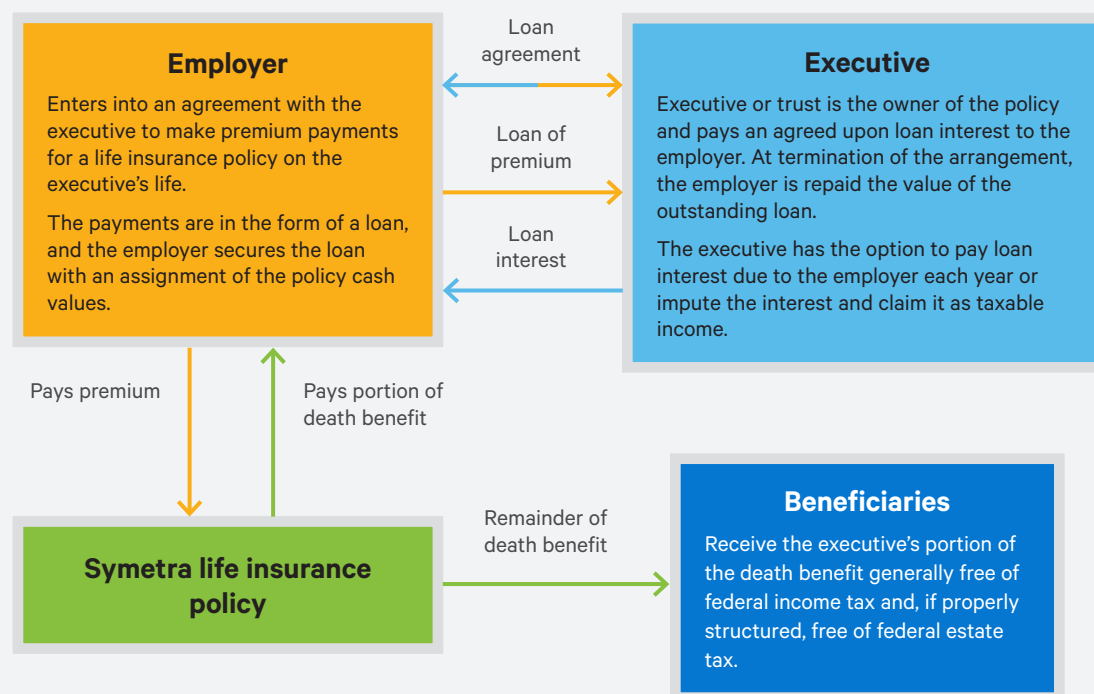 Employer
Enters into an agreement with the
executive to make premium payments
for a life insurance policy on the
executive's life.
The payments are in the form of a loan,
and the employer secures the loan
with an assignment of the policy cash
values.
Loan
agreement
Loan of
premium
Loan
interest
Executive
Executive or trust is the owner of the policy
and pays an agreed upon loan interest to the
employer. At termination of the arrangement,
the employer is repaid the value of the
outstanding loan.
The executive has the option to pay loan
interest due to the employer each year or
impute the interest and claim it as taxable
income.
Pays premium
Pays portion of
death benefit
Symetra life insurance
policy
Remainder of
death benefit
Beneficiaries
Receive the executive's portion of
the death benefit generally free of
federal income tax and, if properly
structured, free of federal estate
tax.